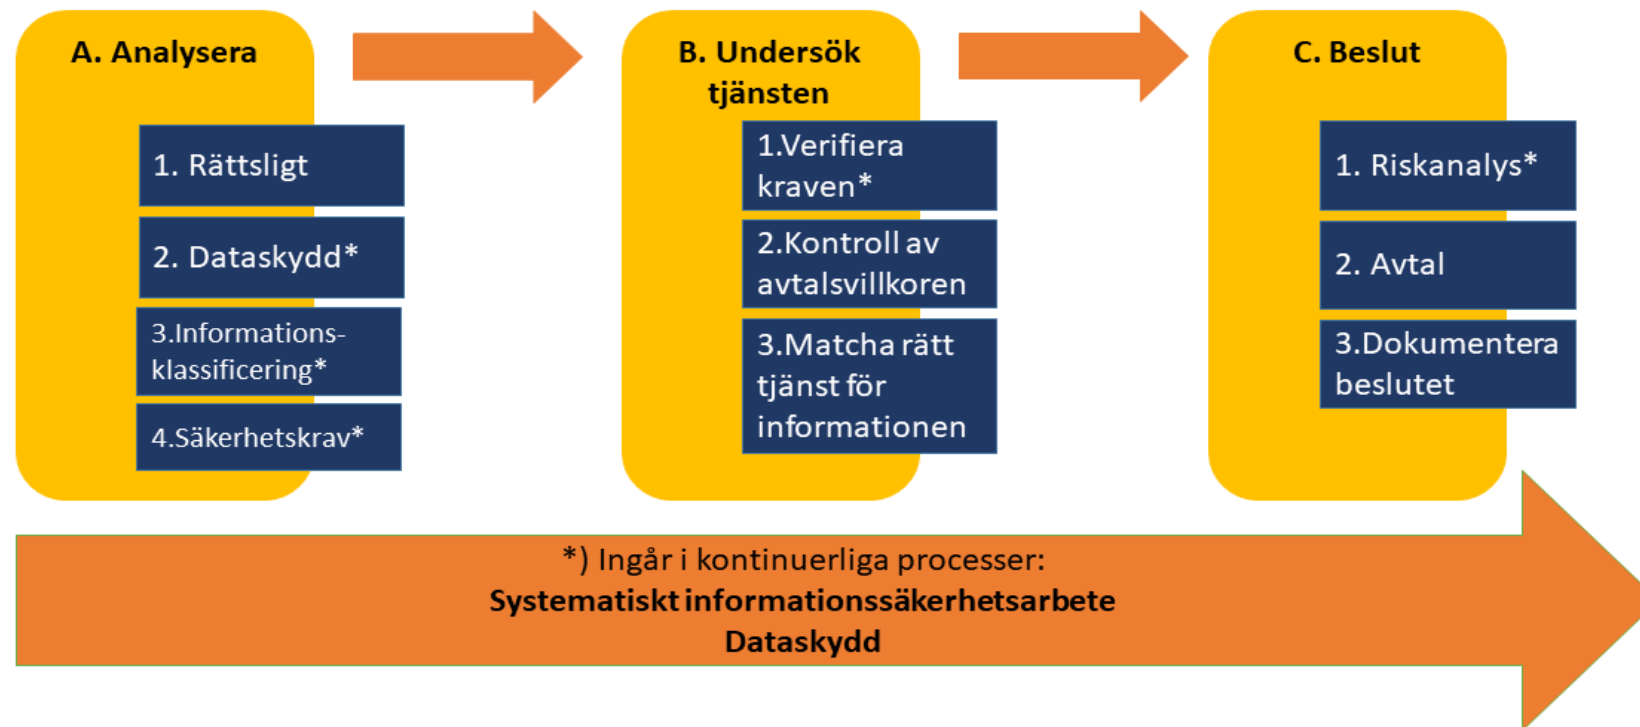 A. Analysera
1. Rättsligt
2. Dataskydd*
3.Informations-
klassificering*
4.Säkerhetskrav*
B. Undersök
tjänsten
1.Verifiera
kraven*
2.Kontroll av
avtalsvillkoren
3.Matcha rätt
tjänst för
informationen
C. Beslut
1. Riskanalys*
2. Avtal
3.Dokumentera
beslutet
*) Ingår i kontinuerliga processer:
Systematiskt informationssäkerhetsarbete
Dataskydd